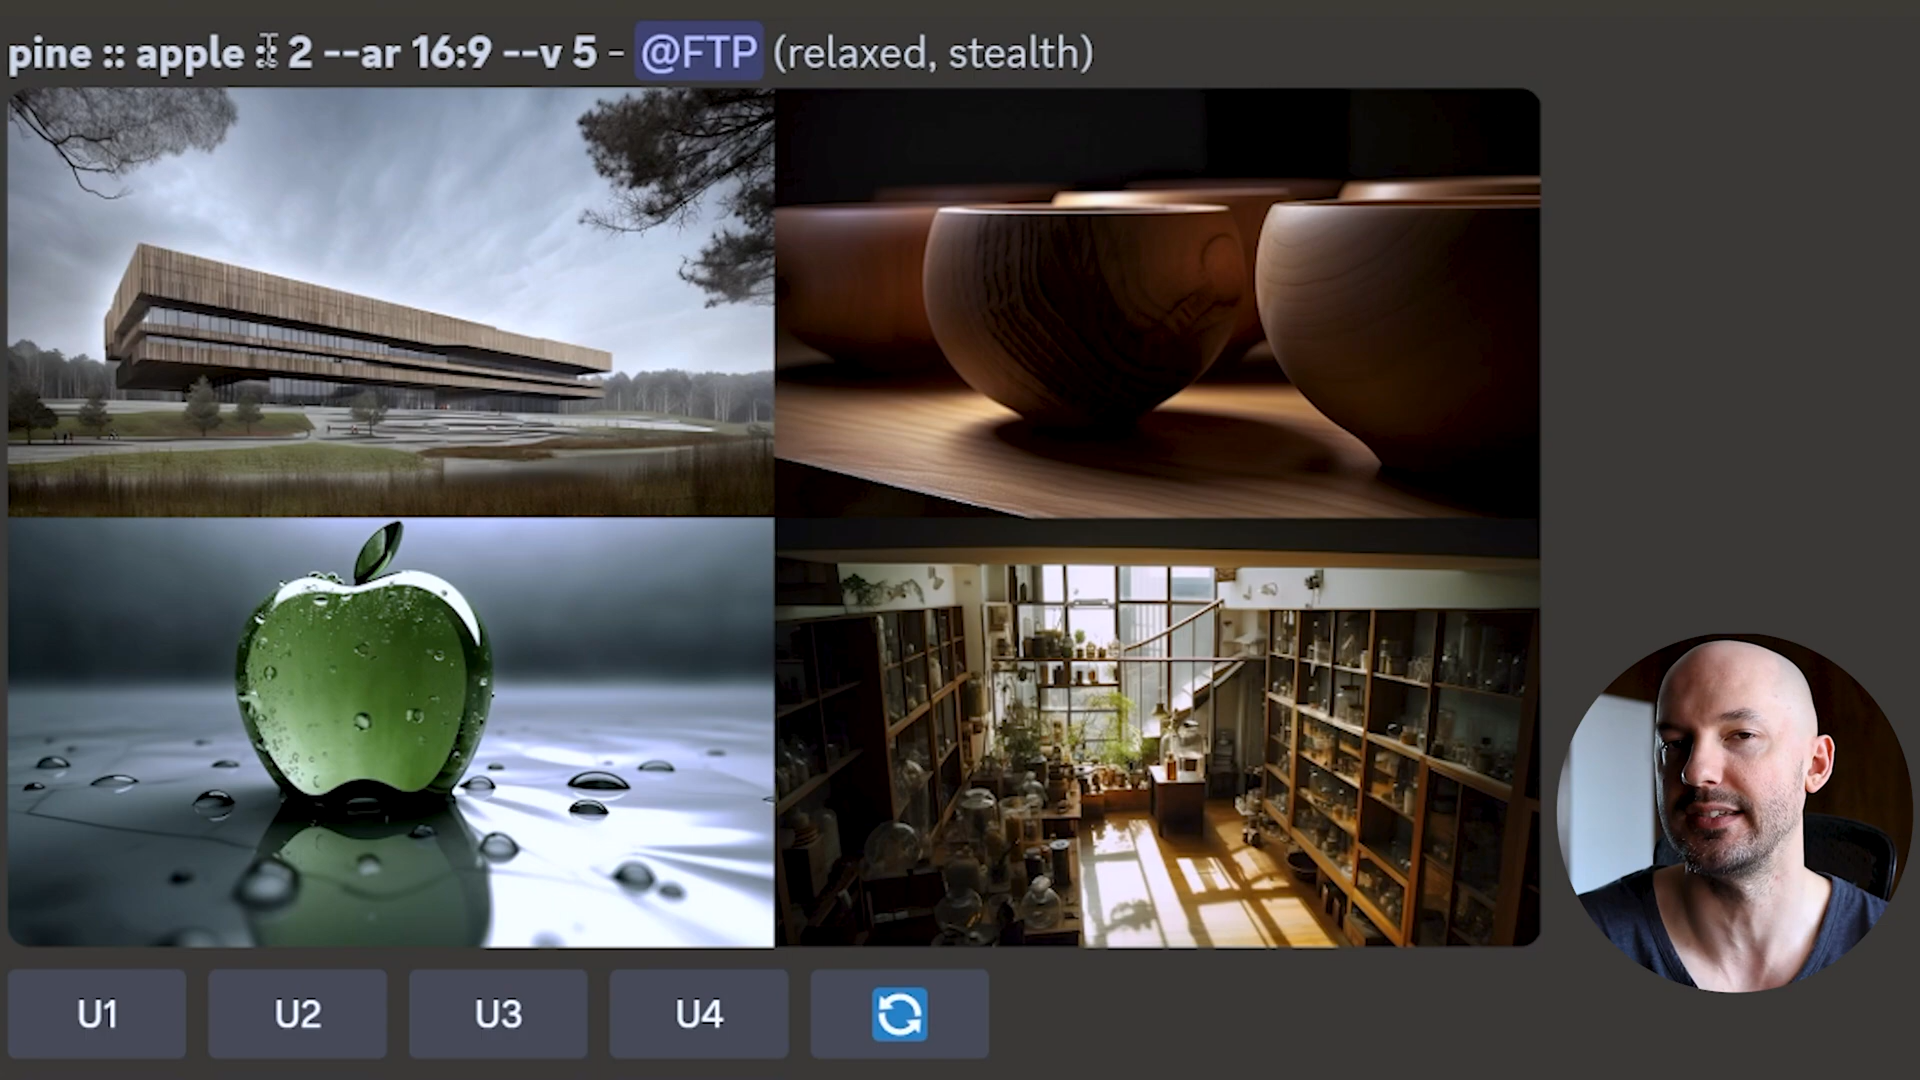 pine :: apple :: 2 --ar 16:9 --v 5 - @FTP (relaxed, stealth)
U1 U2 U3 U4